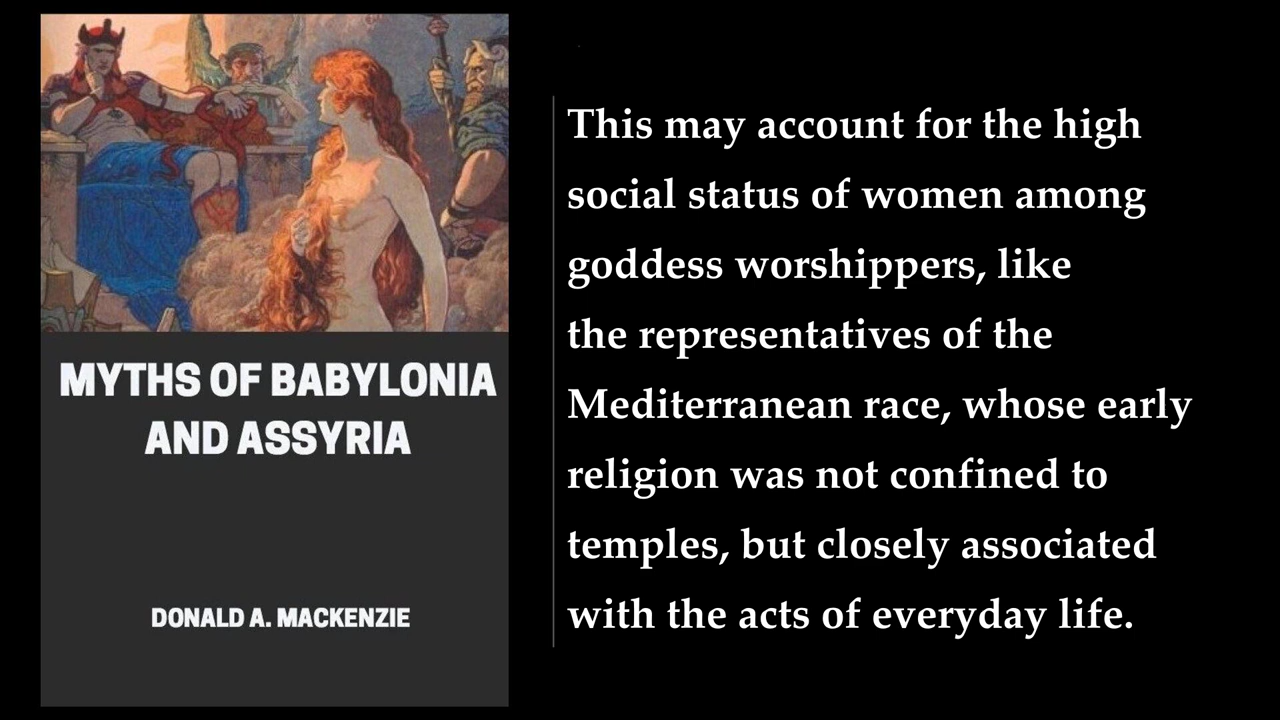 MYTHS OF BABYLONIA
AND ASSYRIA
DONALD A. MACKENZIE
This may account for the high
social status of women among
goddess worshippers, like
the representatives of the
Mediterranean race, whose early
religion was not confined to
temples, but closely associated
with the acts of everyday life.